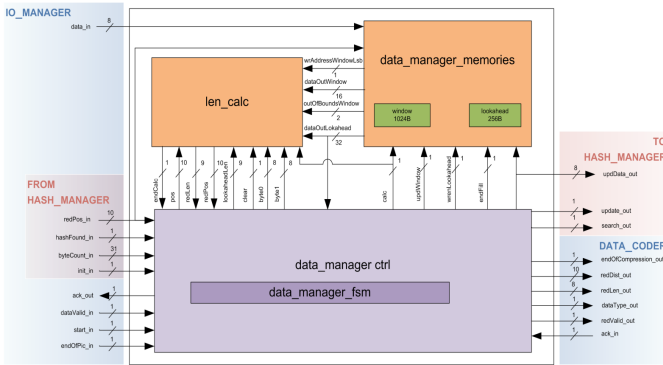 IO_MANAGER
data_in
8
wrAddressWindowLsb
1
dataOutWindow
16
outOfBoundsWindow
2
dataOutLokahead
32
len_calc
data_manager_memories
window
1024B
lookahead
256B
endCalc
1
pos
10
redLen
9
redPos
10
lookaheadLen
9
clear
1
byte0
8
byte1
8
calc
1
updWindow
1
wrenLookahead
1
endFill
1
TO
HASH_MANAGER
8
updData_out
1
update_out
1
search_out
FROM
HASH_MANAGER
redPos_in
10
hashFound_in
1
byteCount_in
31
init_in
1
ack_out
1
dataValid_in
1
start_in
1
endOfPic_in
1
data_manager ctrl
data_manager_fsm
DATA_CODER
1
endOfCompression_out
10
redDist_out
8
redLen_out
1
dataType_out
1
redValid_out
1
ack_in